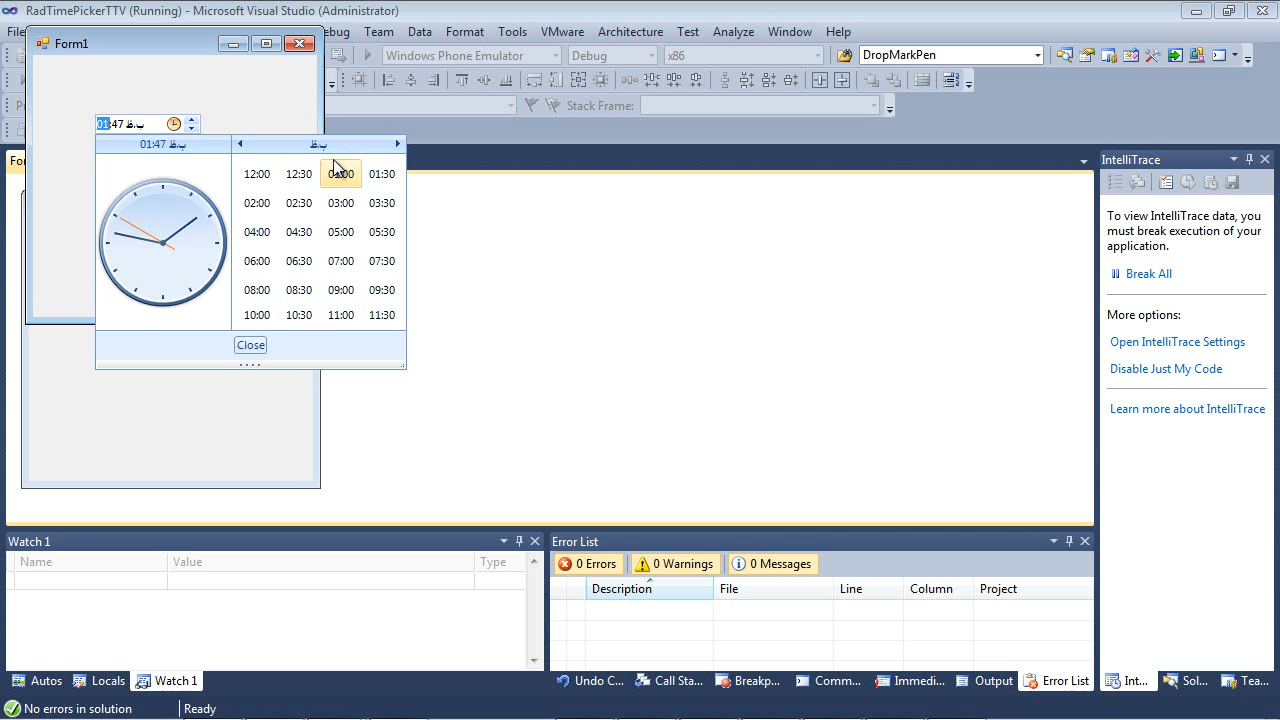 RadTimePickerTTV (Running) - Microsoft Visual Studio (Administrator)
Debug Team Data Format Tools VMware Architecture Test Analyze Window Help
Form1
Windows Phone Emulator Debug x86 DropMarkPen
Stack Frame:
01:47 ب.ظ
01:47 ب.ظ
ب.ظ
12:00 12:30 01:30
02:00 02:30 03:00 03:30
04:00 04:30 05:00 05:30
06:00 06:30 07:00 07:30
08:00 08:30 09:00 09:30
10:00 10:30 11:00 11:30
Close
IntelliTrace
To view IntelliTrace data, you
must break execution of your
application.
Break All
More options:
Open IntelliTrace Settings
Disable Just My Code
Learn more about IntelliTrace
Watch 1
Name Value Type
Error List
0 Errors 0 Warnings 0 Messages
Description File Line Column Project
Autos Locals Watch 1
Undo C... Call Sta... Breakp... Comm... Immedi... Output Error List
Int... Sol... Tea...
No errors in solution Ready